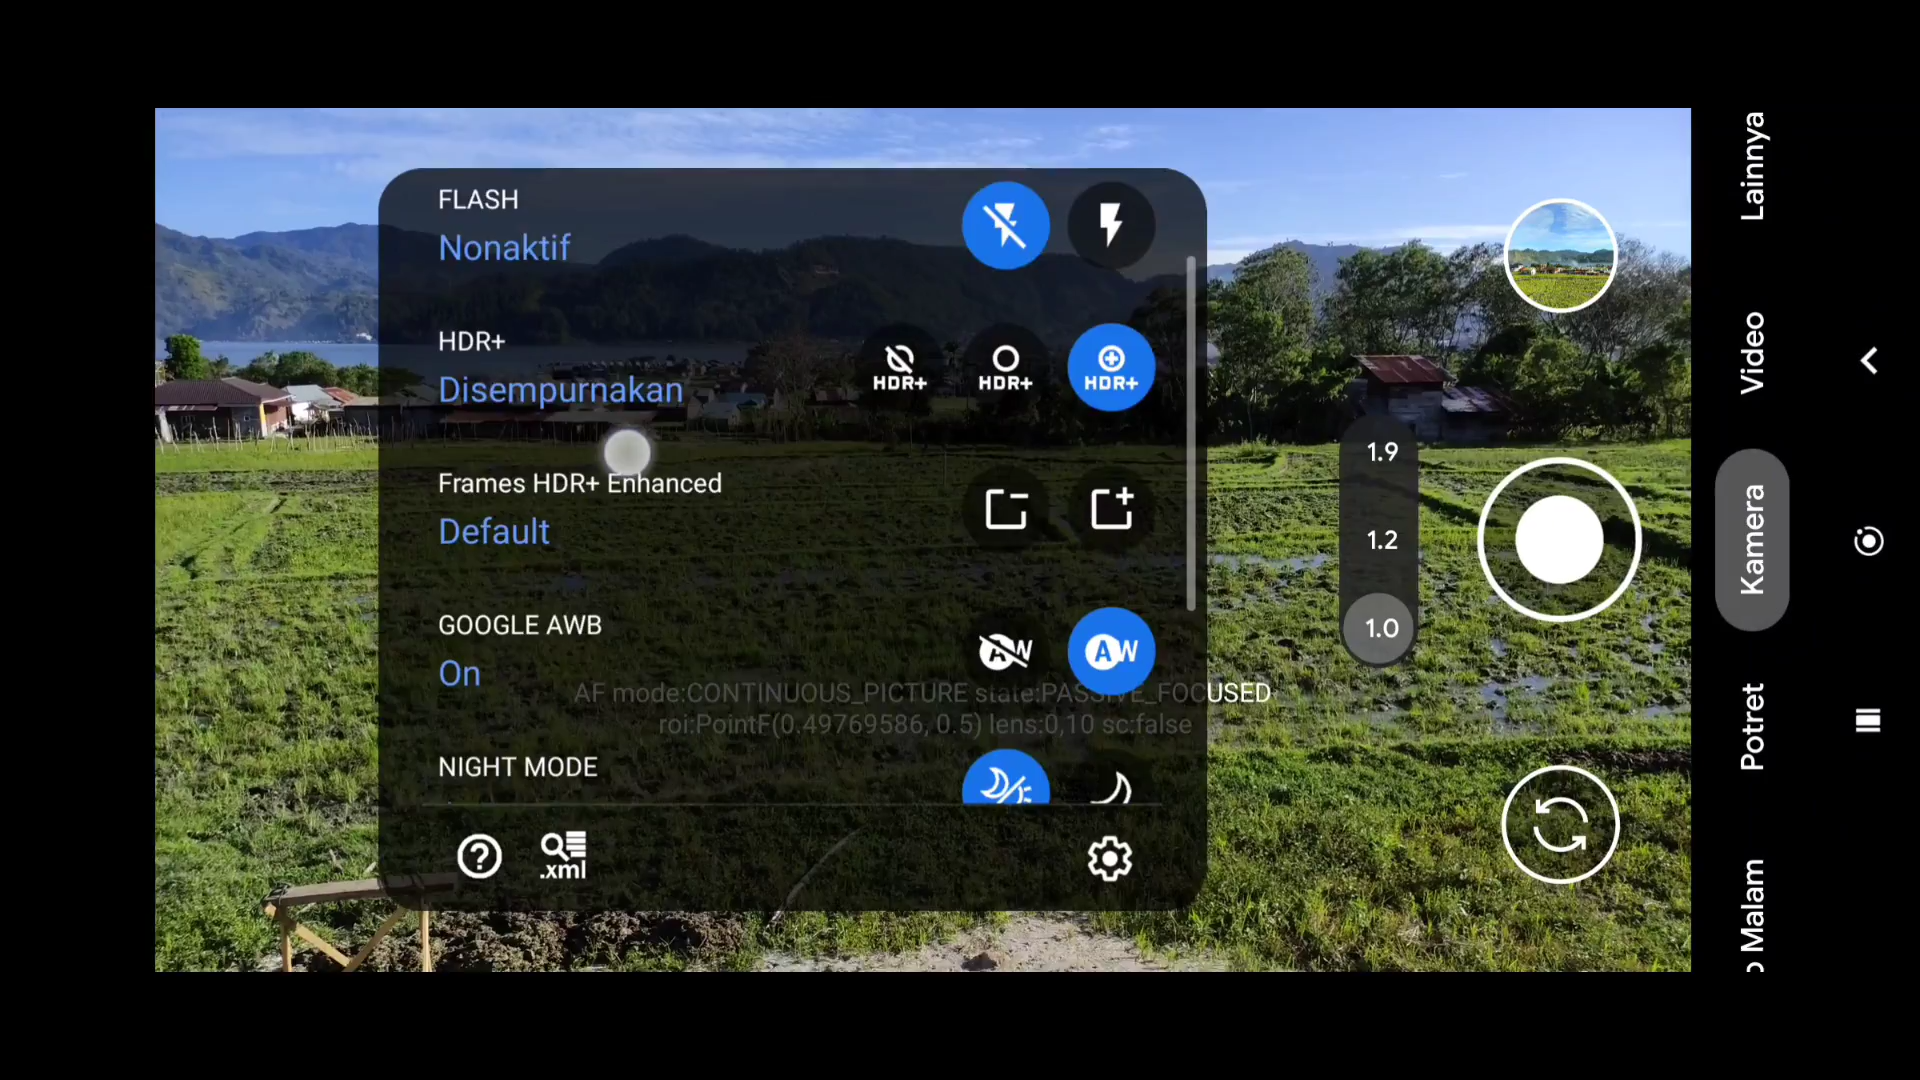 FLASH
Nonaktif
HDR+
Disempurnakan
HDR+
HDR+
HDR+
Frames HDR+ Enhanced
Default
GOOGLE AWB
On
AW
AW
AF mode:CONTINUOUS_PICTURE state:PASSIVE_FOCUSED
roi:PointF(0.49769586, 0.5) lens:0,10 sc:false
NIGHT MODE
?
.xml
1.9
1.2
1.0
Lainnya
Video
Kamera
Potret
o Malam